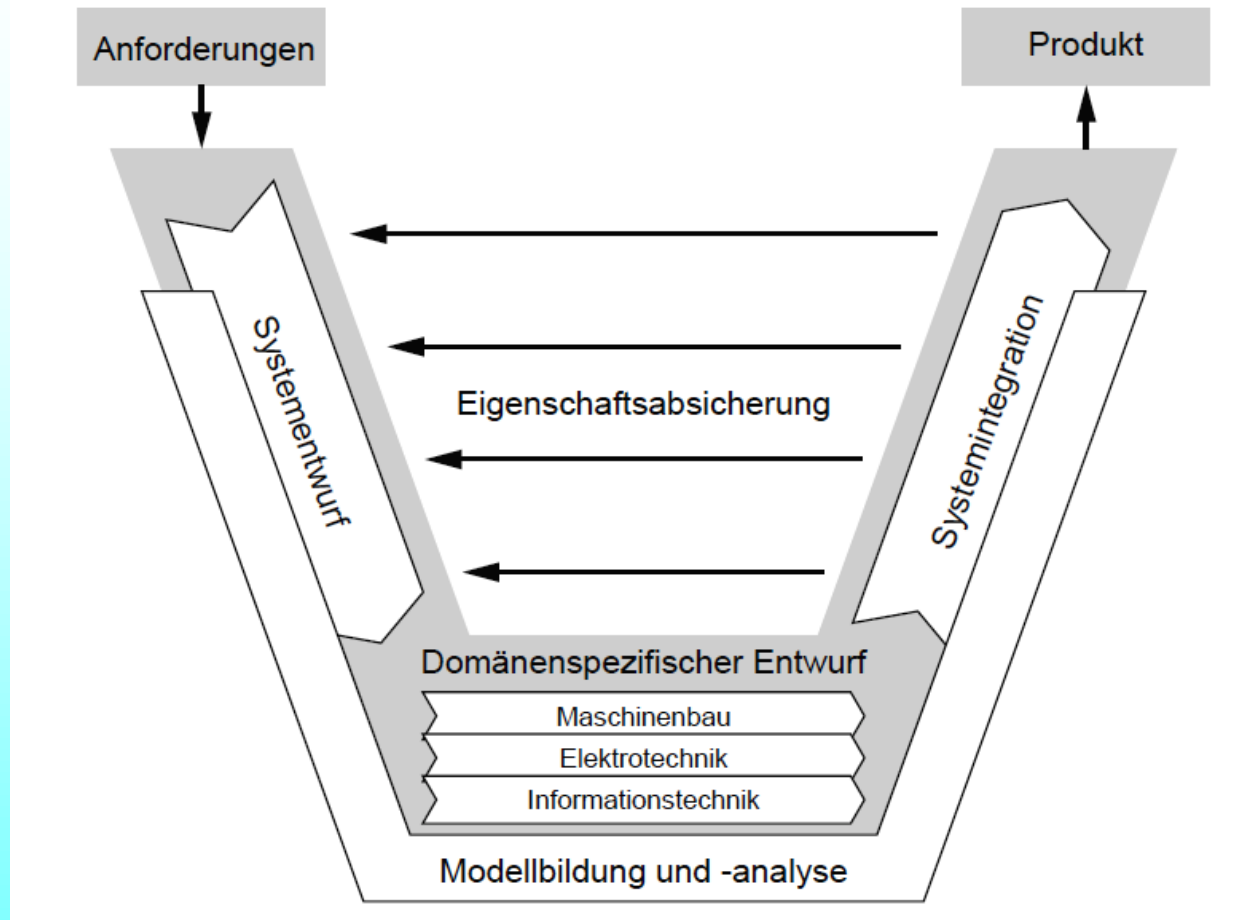 Anforderungen
Produkt
Systementwurf
Eigenschaftsabsicherung
Systemintegration
Domänenspezifischer Entwurf
Maschinenbau
Elektrotechnik
Informationstechnik
Modellbildung und -analyse